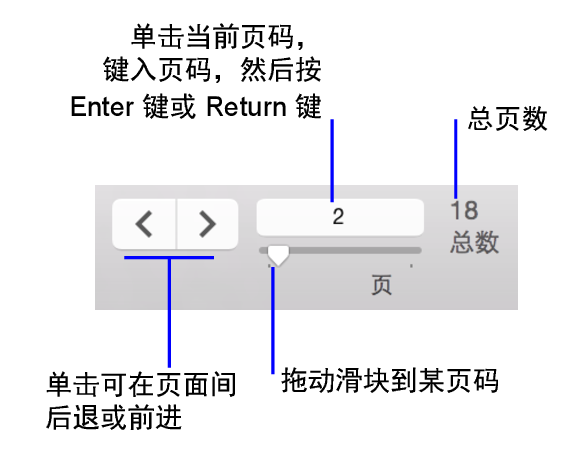 单击当前页码，
键入页码，然后按
Enter 键或 Return 键
总页数
2
18
总数
页
单击可在页面间
后退或前进
拖动滑块到某页码